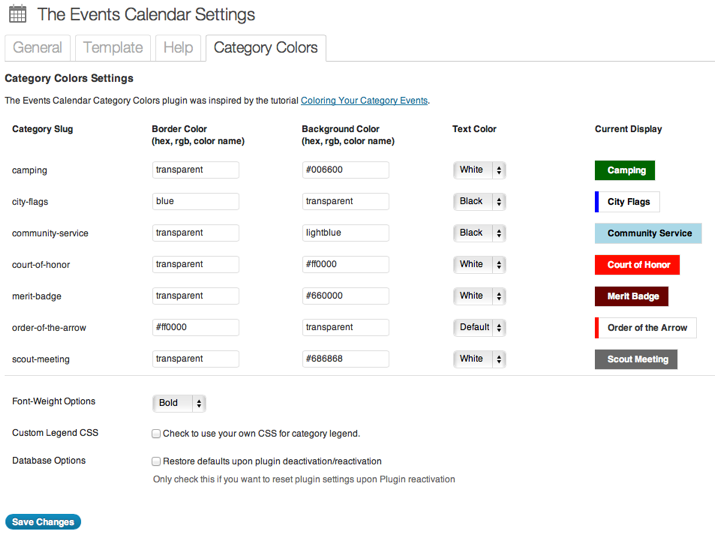 The Events Calendar Settings
General Template Help Category Colors
Category Colors Settings
The Events Calendar Category Colors plugin was inspired by the tutorial Coloring Your Category Events.
Category Slug Border Color Background Color Text Color Current Display
(hex, rgb, color name) (hex, rgb, color name)
camping transparent #006600 White Camping
city-flags blue transparent Black City Flags
community-service transparent lightblue Black Community Service
court-of-honor transparent #ff0000 White Court of Honor
merit-badge transparent #660000 White Merit Badge
order-of-the-arrow #ff0000 transparent Default Order of the Arrow
scout-meeting transparent #686868 White Scout Meeting
Font-Weight Options Bold
Custom Legend CSS Check to use your own CSS for category legend.
Database Options Restore defaults upon plugin deactivation/reactivation
Only check this if you want to reset plugin settings upon Plugin reactivation
Save Changes